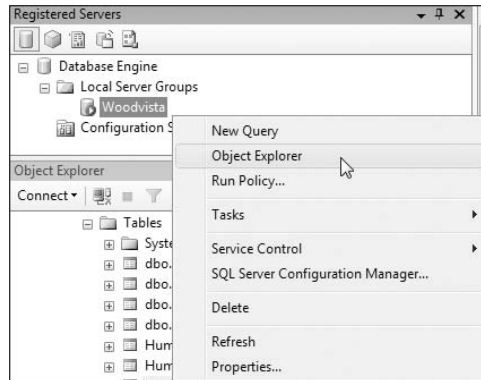 Registered Servers
Database Engine
Local Server Groups
Woodvista
Configuration S
New Query
Object Explorer
Run Policy...
Tasks
Service Control
SQL Server Configuration Manager...
Delete
Refresh
Properties...
Object Explorer
Connect
Tables
Syste
dbo.
dbo.
dbo.
dbo.
Hum
Hum